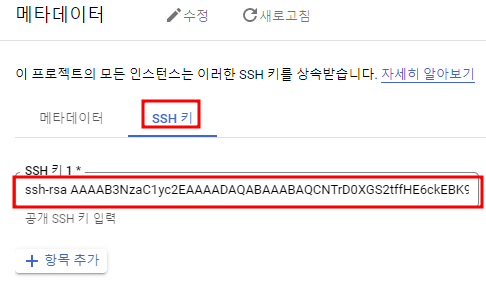 메타데이터 수정 새로고침
이 프로젝트의 모든 인스턴스는 이러한 SSH 키를 상속받습니다. 자세히 알아보기
메타데이터 SSH 키
SSH 키 1 *
ssh-rsa AAAAB3NzaC1yc2EAAAADAQABAAABAQCNTrD0XGS2tffHE6ckEBK9
공개 SSH 키 입력
+ 항목 추가